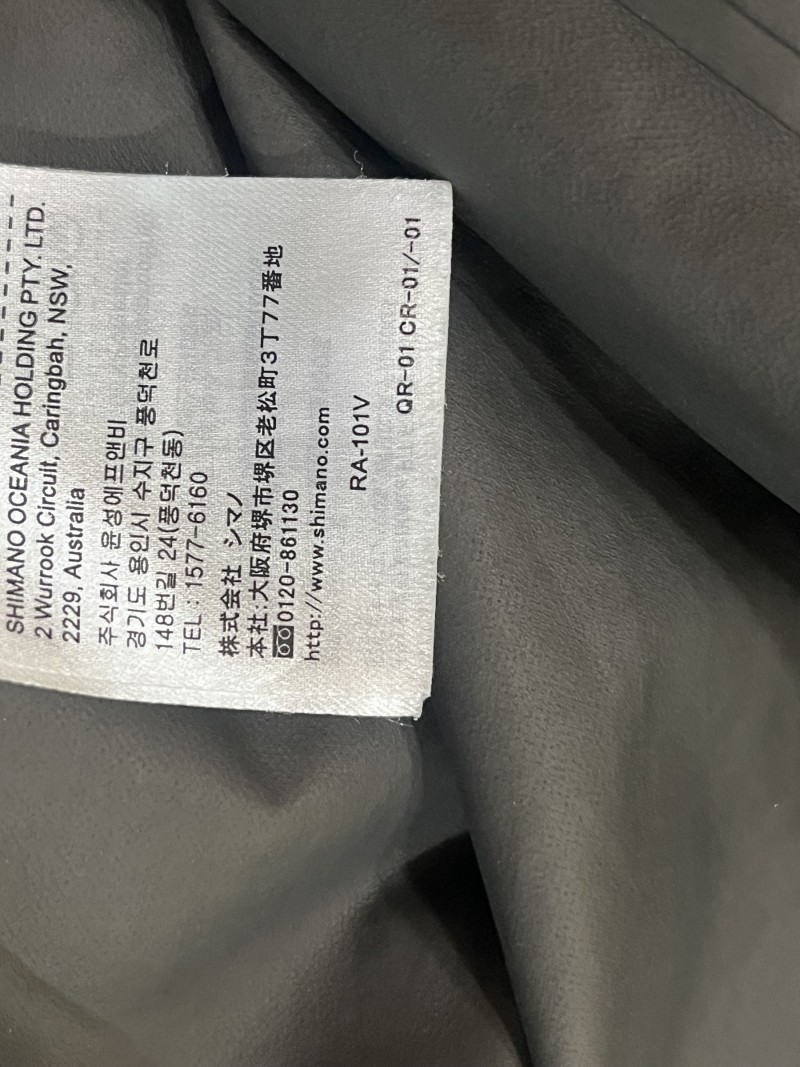 SHIMANO OCEANIA HOLDING PTY. LTD.
2 Wurrook Circuit, Caringbah, NSW,
2229, Australia
주식회사 윤성에프앤비
경기도 용인시 수지구 풍덕천로
148번길 24(풍덕천동)
TEL : 1577-6160
株式会社 シマノ
本社:大阪府堺市堺区老松町3丁77番地
0120-861130
http://www.shimano.com
RA-101V
QR-01 CR-01/-01